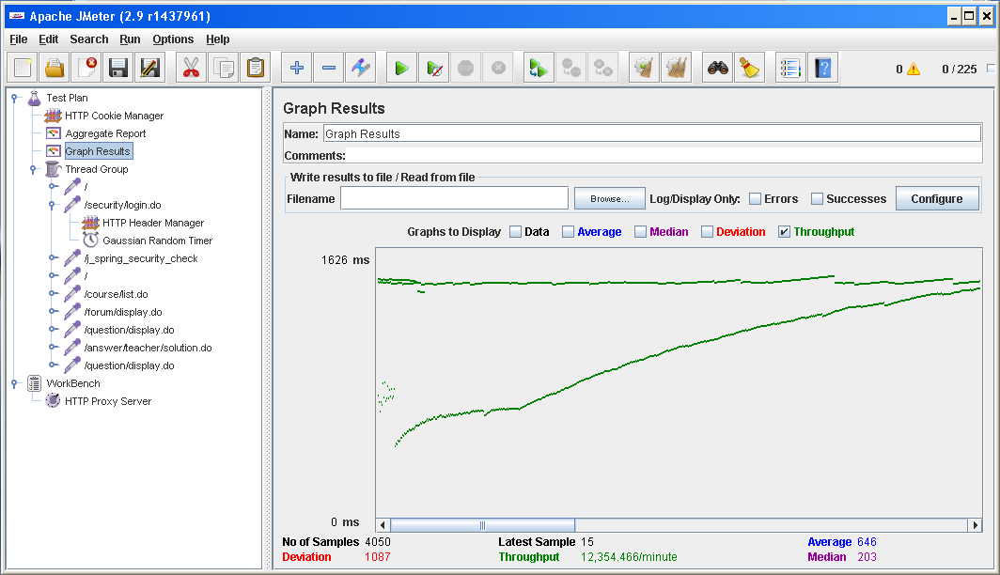 Apache JMeter (2.9 r1437961)
File Edit Search Run Options Help
0 0 / 225
Test Plan
HTTP Cookie Manager
Aggregate Report
Graph Results
Thread Group
/
/security/login.do
HTTP Header Manager
Gaussian Random Timer
/j_spring_security_check
/
/course/list.do
/forum/display.do
/question/display.do
/answer/teacher/solution.do
/question/display.do
WorkBench
HTTP Proxy Server
Graph Results
Name: Graph Results
Comments:
Write results to file / Read from file
Filename Browse... Log/Display Only: Errors Successes Configure
Graphs to Display Data Average Median Deviation Throughput
1626 ms
0 ms
No of Samples 4050 Latest Sample 15 Average 646
Deviation 1087 Throughput 12,354.466/minute Median 203